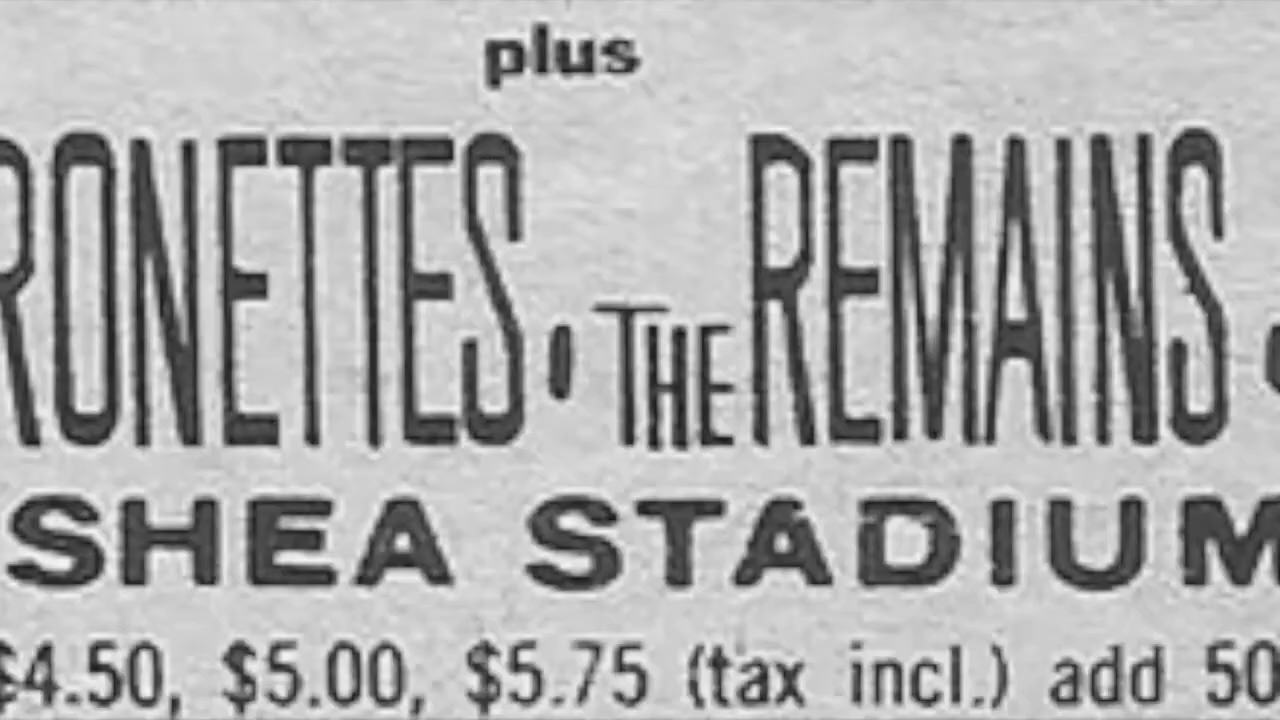 plus
RONETTES • THE REMAINS •
SHEA STADIUM
$4.50, $5.00, $5.75 (tax incl.) add 50